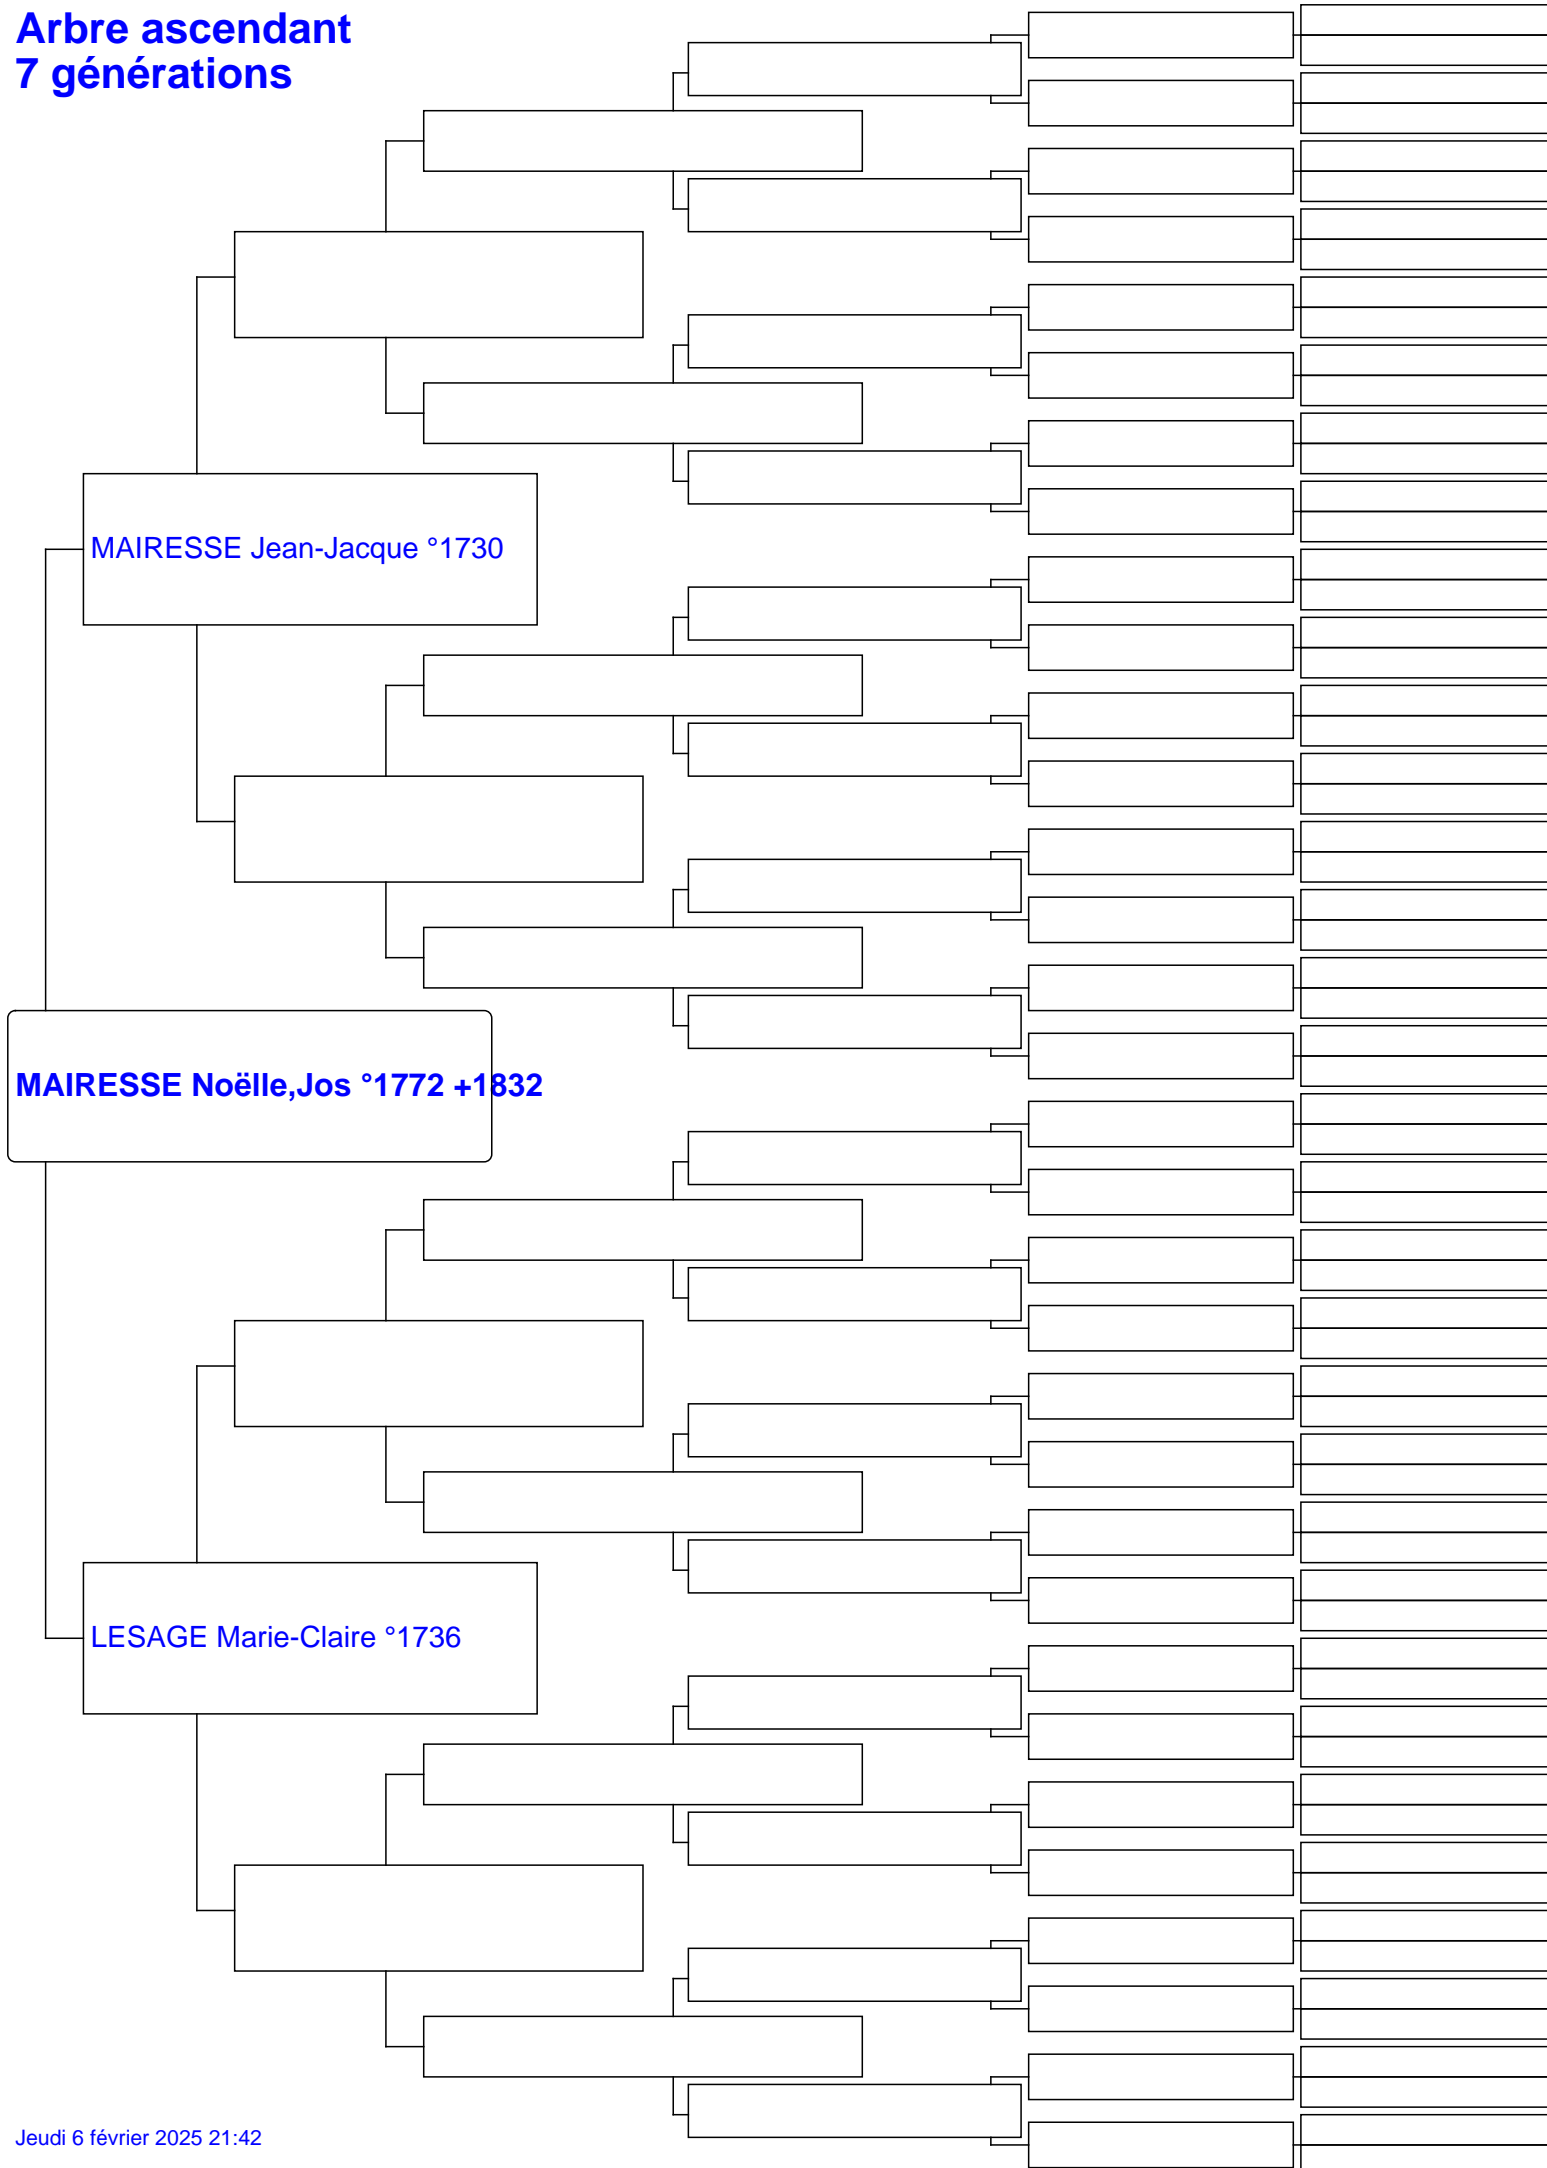 Arbre ascendant
7 générations
MAIRESSE Jean-Jacque °1730
MAIRESSE Noëlle,Jos °1772 +1832
LESAGE Marie-Claire °1736
Jeudi 6 février 2025 21:42